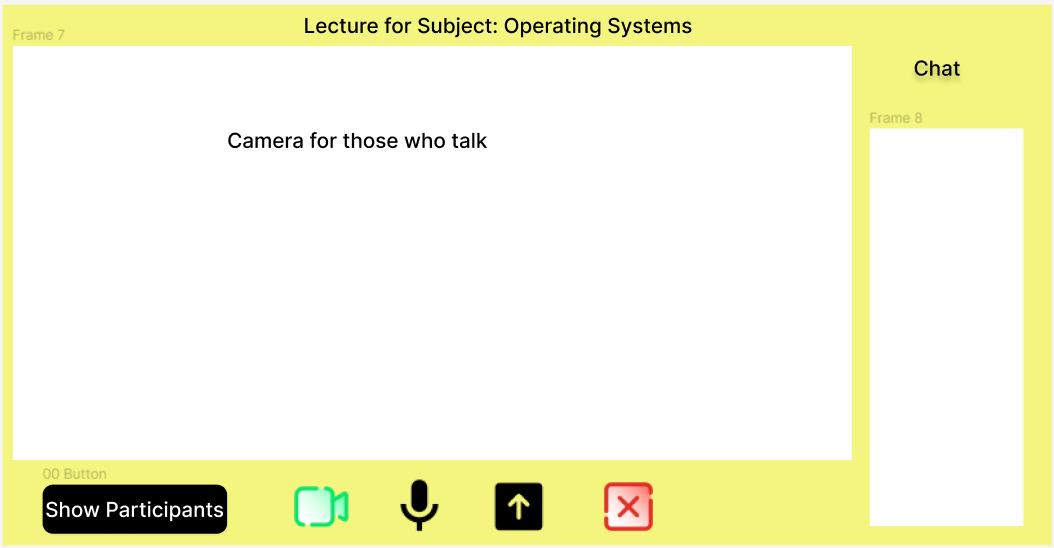 Lecture for Subject: Operating Systems
Frame 7
Chat
Frame 8
Camera for those who talk
00 Button
Show Participants